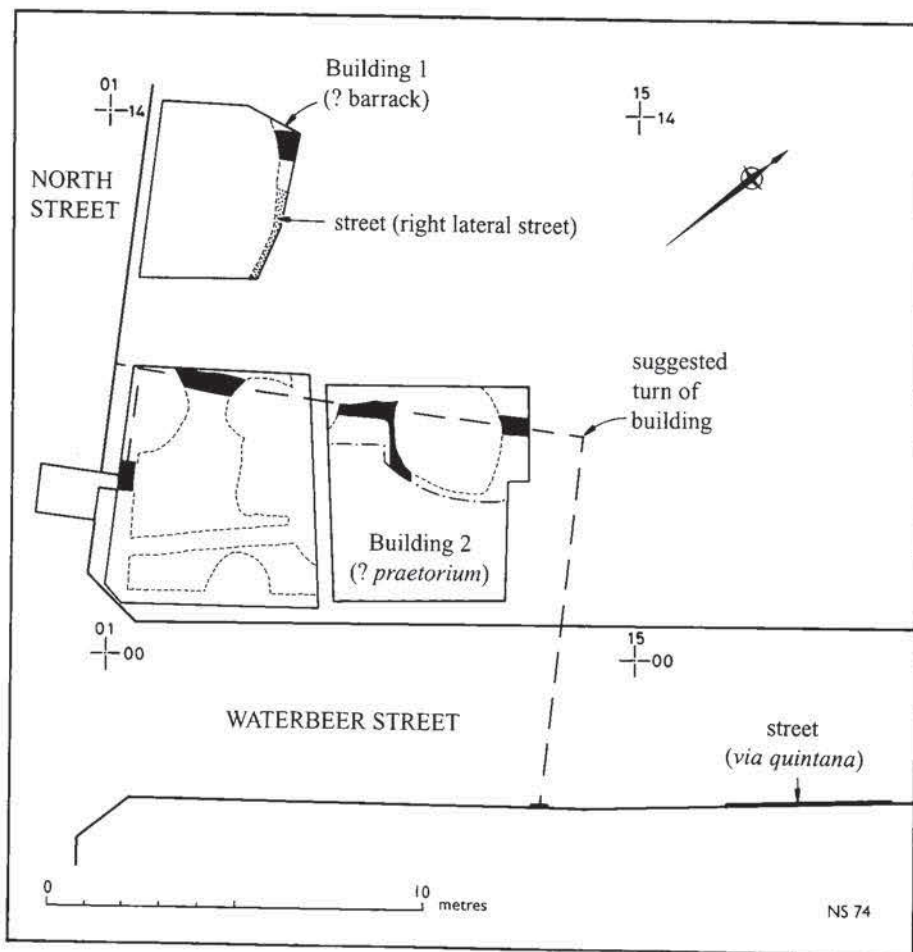 Building 1
(? barrack)
01
14
15
14
NORTH
STREET
street (right lateral street)
suggested
turn of
building
Building 2
(? praetorium)
01
00
15
00
WATERBEER STREET
street
(via quintana)
0
10
metres
NS 74